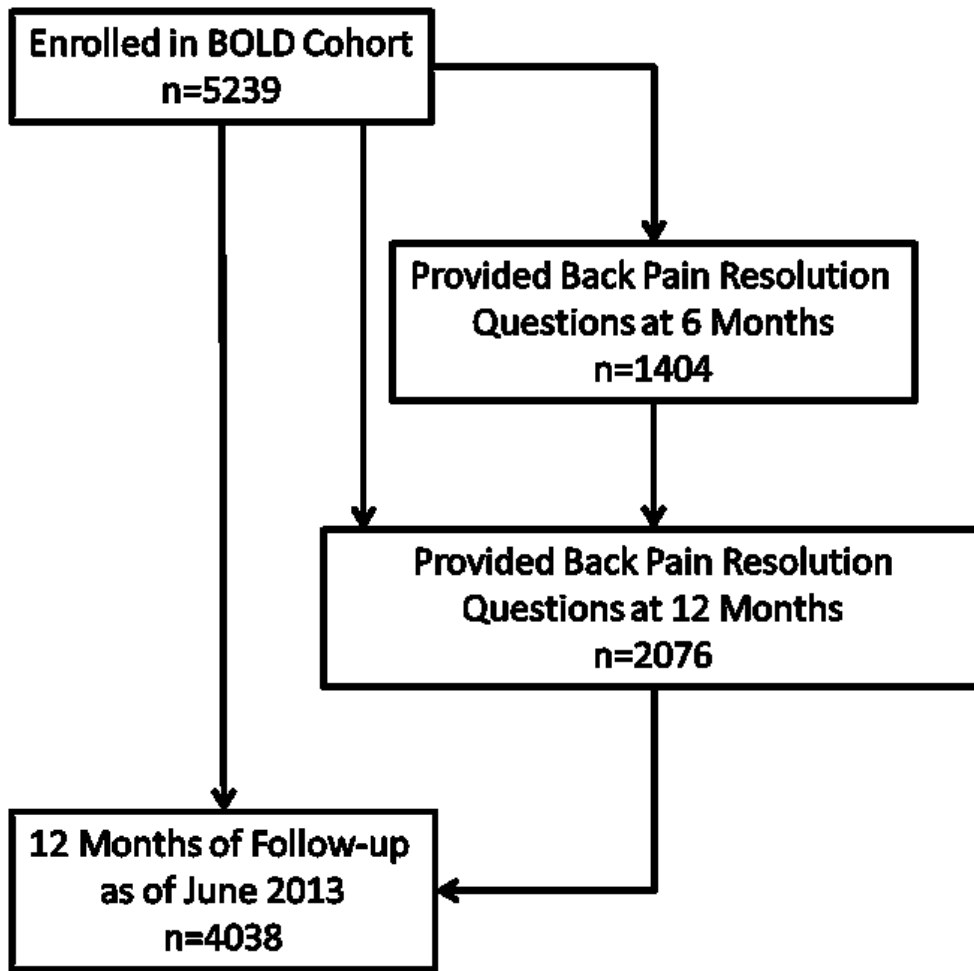 Enrolled in BOLD Cohort
n=5239
Provided Back Pain Resolution
Questions at 6 Months
n=1404
Provided Back Pain Resolution
Questions at 12 Months
n=2076
12 Months of Follow-up
as of June 2013
n=4038